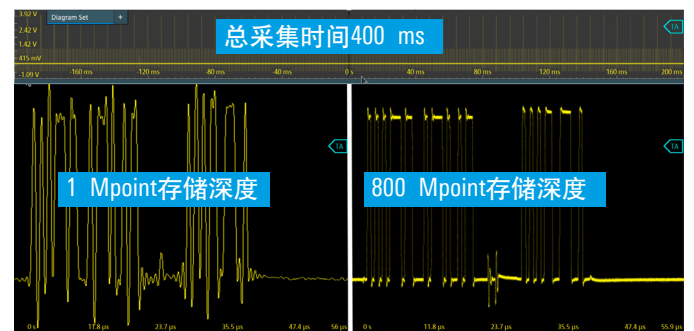 3.92 V
Diagram Set +
TA
2.42 V
1.42 V
415 mV
-1.09 V
总采集时间400 ms
-160 ms -120 ms -80 ms -40 ms 0 s 40 ms 80 ms 120 ms 160 ms 200 ms
TA TA
1 Mpoint存储深度 800 Mpoint存储深度
0 s 11.8 µs 23.7 µs 35.5 µs 47.4 µs 56 µs 0 s 11.8 µs 23.7 µs 35.5 µs 47.4 µs 55.9 µs